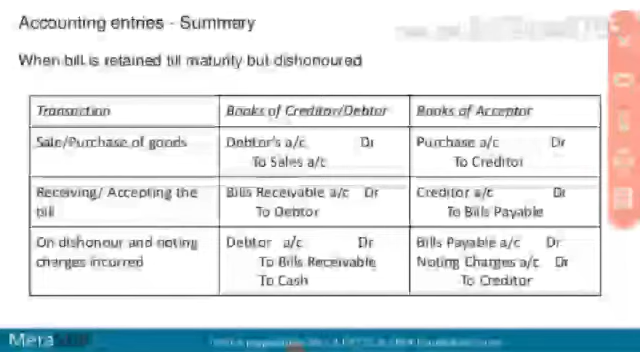 Accounting entries - Summary
When bill is retained till maturity but dishonoured
Transaction Books of Creditor/Debtor Books of Acceptor
Sale/Purchase of goods Debtor's a/c Dr Purchase a/c Dr
To Sales a/c To Creditor
Receiving/ Accepting the Bills Receivable a/c Dr Creditor a/c Dr
bill To Debtor To Bills Payable
On dishonour and noting Debtor a/c Dr Bills Payable a/c Dr
charges incurred To Bills Receivable Noting Charges a/c Dr
To Cash To Creditor